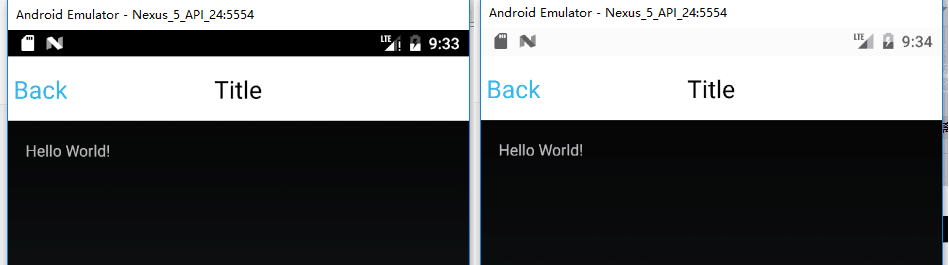 Android Emulator - Nexus_5_API_24:5554
LTE 9:33
Back Title
Hello World!
Android Emulator - Nexus_5_API_24:5554
LTE 9:34
Back Title
Hello World!